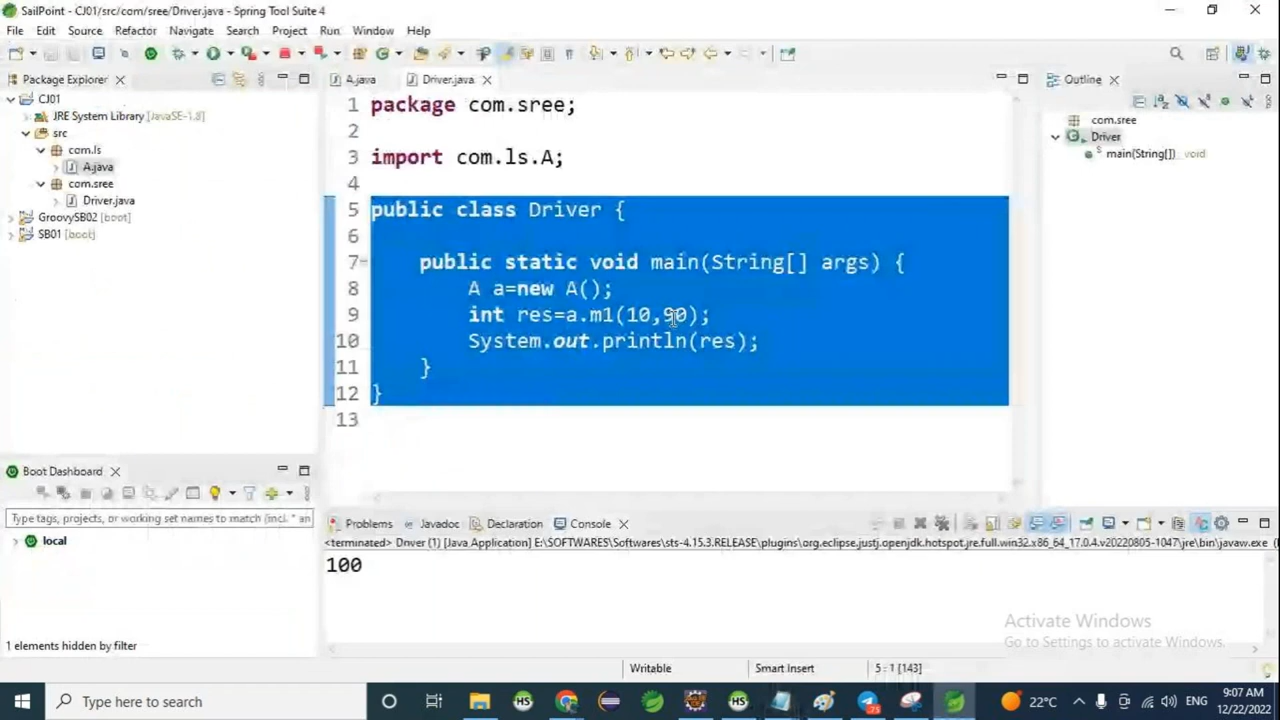 SailPoint - CJ01/src/com/sree/Driver.java - Spring Tool Suite 4
File Edit Source Refactor Navigate Search Project Run Window Help
Package Explorer
CJ01
JRE System Library [JavaSE-1.8]
src
com.ls
A.java
com.sree
Driver.java
GroovySB02 [boot]
SB01 [boot]
A.java Driver.java
1 package com.sree;
2
3 import com.ls.A;
4
5 public class Driver {
6
7 public static void main(String[] args) {
8 A a=new A();
9 int res=a.m1(10,90);
10 System.out.println(res);
11 }
12 }
13
Outline
com.sree
Driver
main(String[]) : void
Boot Dashboard
Type tags, projects, or working set names to match (incl. * an
local
1 elements hidden by filter
Problems Javadoc Declaration Console
<terminated> Driver (1) [Java Application] E:\SOFTWARES\Softwares\sts-4.15.3.RELEASE\plugins\org.eclipse.justj.openjdk.hotspot.jre.full.win32.x86_64_17.0.4.v20220805-1047\jre\bin\javaw.exe (
100
Activate Windows
Go to Settings to activate Windows.
Writable Smart Insert 5 : 1 [143]
Type here to search
22°C
ENG
9:07 AM
12/22/2022